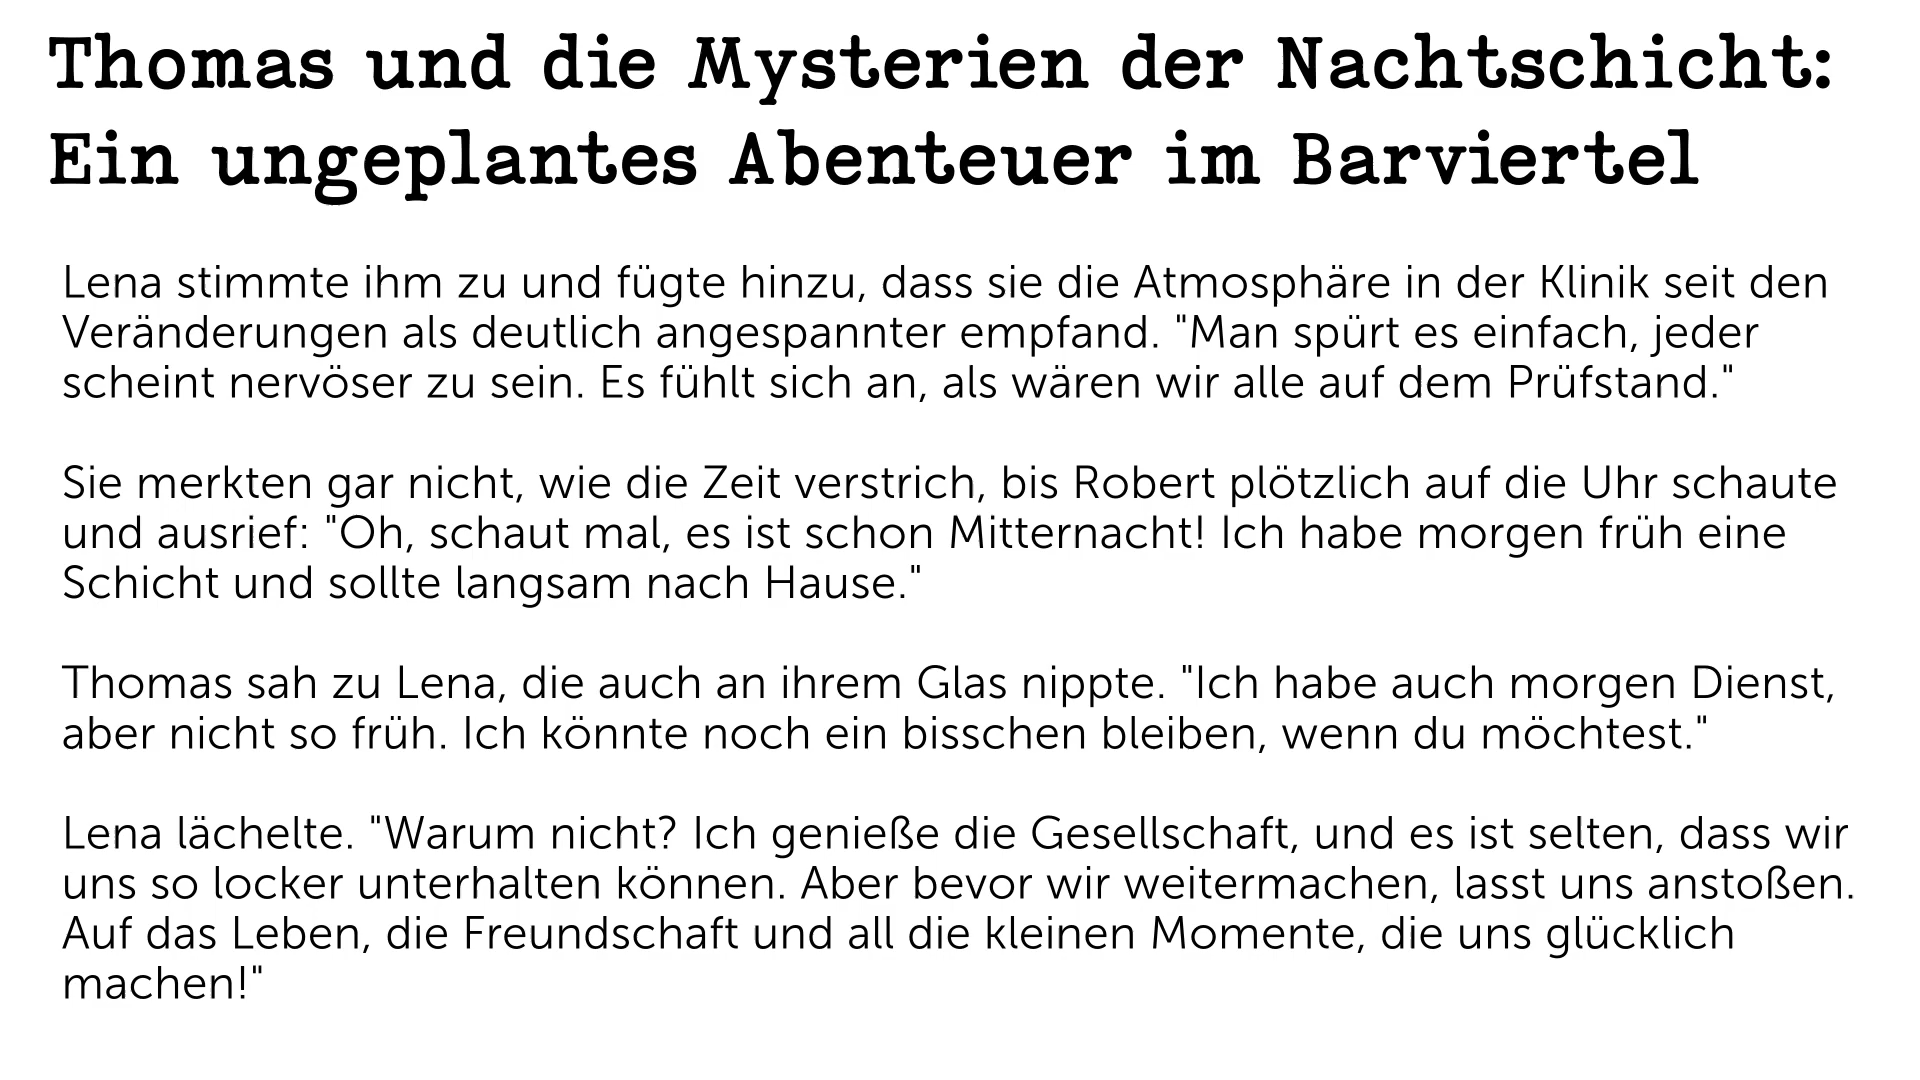 Thomas und die Mysterien der Nachtschicht:
Ein ungeplantes Abenteuer im Barviertel
Lena stimmte ihm zu und fügte hinzu, dass sie die Atmosphäre in der Klinik seit den
Veränderungen als deutlich angespannter empfand. "Man spürt es einfach, jeder
scheint nervöser zu sein. Es fühlt sich an, als wären wir alle auf dem Prüfstand."
Sie merkten gar nicht, wie die Zeit verstrich, bis Robert plötzlich auf die Uhr schaute
und ausrief: "Oh, schaut mal, es ist schon Mitternacht! Ich habe morgen früh eine
Schicht und sollte langsam nach Hause."
Thomas sah zu Lena, die auch an ihrem Glas nippte. "Ich habe auch morgen Dienst,
aber nicht so früh. Ich könnte noch ein bisschen bleiben, wenn du möchtest."
Lena lächelte. "Warum nicht? Ich genieße die Gesellschaft, und es ist selten, dass wir
uns so locker unterhalten können. Aber bevor wir weitermachen, lasst uns anstoßen.
Auf das Leben, die Freundschaft und all die kleinen Momente, die uns glücklich
machen!"